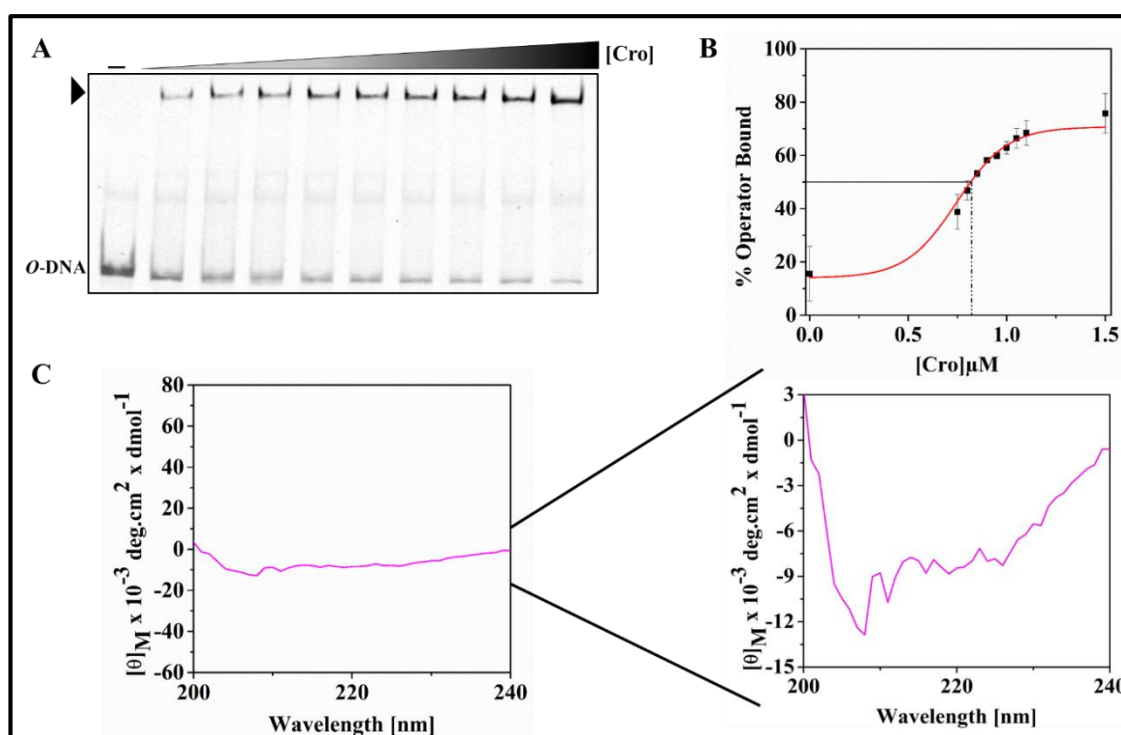 A
–
[Cro]
O-DNA
B
% Operator Bound
100
80
60
40
20
0
0.0 0.5 1.0 1.5
[Cro]µM
C
[θ]M x 10-3 deg.cm2 x dmol-1
80
60
40
20
0
-20
-40
-60
200 220 240
Wavelength [nm]
[θ]M x 10-3 deg.cm2 x dmol-1
3
0
-3
-6
-9
-12
-15
200 220 240
Wavelength [nm]